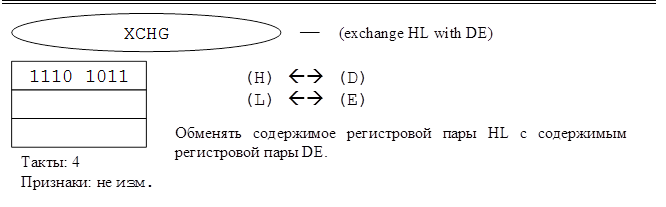 XCHG — (exchange HL with DE)
1110 1011
(H) ↔ (D)
(L) ↔ (E)
Обменять содержимое регистровой пары HL с содержимым
регистровой пары DE.
Такты: 4
Признаки: не изм.